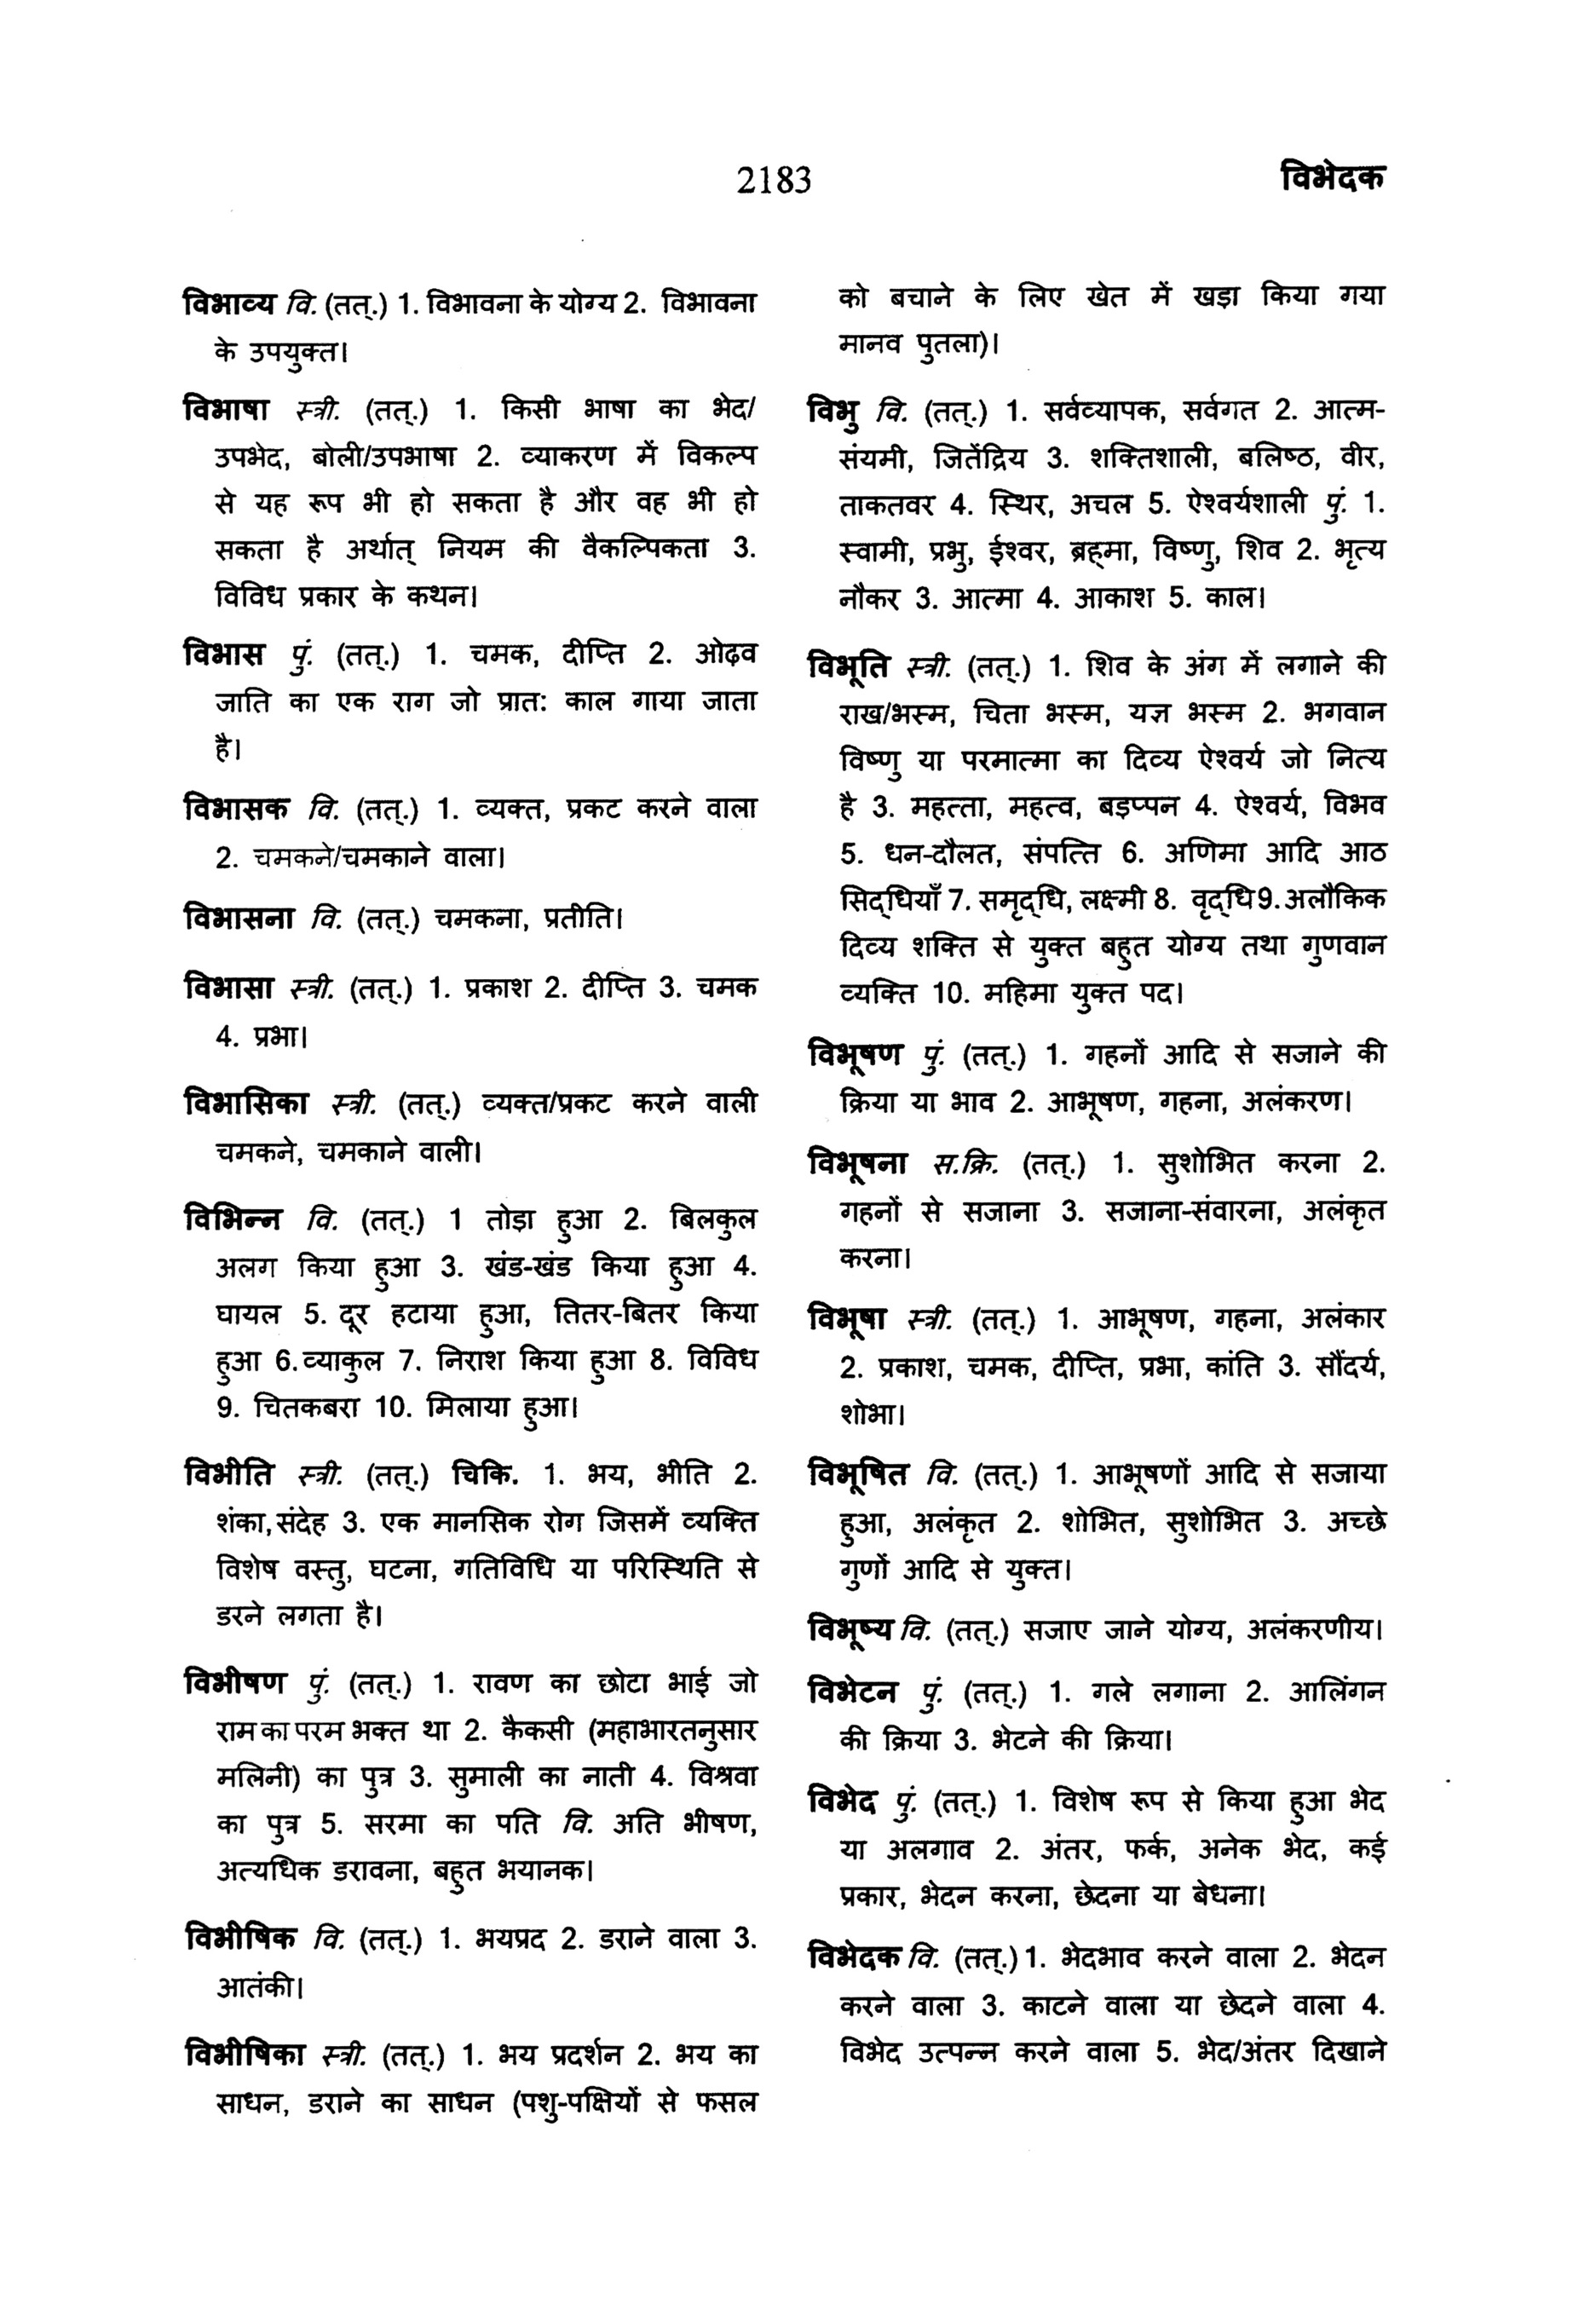 2183
विभेदक
विभाव्य वि. (तत्.) 1. विभावना के योग्य 2. विभावना
के उपयुक्त।
विभाषा स्त्री. (तत्.) 1. किसी भाषा का भेद/
उपभेद, बोली/उपभाषा 2. व्याकरण में विकल्प
से यह रूप भी हो सकता है और वह भी हो
सकता है अर्थात् नियम की वैकल्पिकता 3.
विविध प्रकार के कथन।
विभास पुं. (तत्.) 1. चमक, दीप्ति 2. ओढ़व
जाति का एक राग जो प्रात: काल गाया जाता
है।
विभासक वि. (तत्.) 1. व्यक्त, प्रकट करने वाला
2. चमकने/चमकाने वाला।
विभासना वि. (तत्.) चमकना, प्रतीति।
विभासा स्त्री. (तत्.) 1. प्रकाश 2. दीप्ति 3. चमक
4. प्रभा।
विभासिका स्त्री. (तत्.) व्यक्त/प्रकट करने वाली
चमकने, चमकाने वाली।
विभिन्न वि. (तत्.) 1 तोड़ा हुआ 2. बिलकुल
अलग किया हुआ 3. खंड-खंड किया हुआ 4.
घायल 5. दूर हटाया हुआ, तितर-बितर किया
हुआ 6.व्याकुल 7. निराश किया हुआ 8. विविध
9. चितकबरा 10. मिलाया हुआ।
विभीति स्त्री. (तत्.) चिकि. 1. भय, भीति 2.
शंका,संदेह 3. एक मानसिक रोग जिसमें व्यक्ति
विशेष वस्तु, घटना, गतिविधि या परिस्थिति से
डरने लगता है।
विभीषण पुं. (तत्.) 1. रावण का छोटा भाई जो
राम का परम भक्त था 2. कैकसी (महाभारतनुसार
मलिनी) का पुत्र 3. सुमाली का नाती 4. विश्रवा
का पुत्र 5. सरमा का पति वि. अति भीषण,
अत्यधिक डरावना, बहुत भयानक।
विभीषिक वि. (तत्.) 1. भयप्रद 2. डराने वाला 3.
आतंकी।
विभीषिका स्त्री. (तत्.) 1. भय प्रदर्शन 2. भय का
साधन, डराने का साधन (पशु-पक्षियों से फसल
को बचाने के लिए खेत में खड़ा किया गया
मानव पुतला)।
विभु वि. (तत्.) 1. सर्वव्यापक, सर्वगत 2. आत्म-
संयमी, जितेंद्रिय 3. शक्तिशाली, बलिष्ठ, वीर,
ताकतवर 4. स्थिर, अचल 5. ऐश्वर्यशाली पुं. 1.
स्वामी, प्रभु, ईश्वर, ब्रह्मा, विष्णु, शिव 2. भृत्य
नौकर 3. आत्मा 4. आकाश 5. काल।
विभूति स्त्री. (तत्.) 1. शिव के अंग में लगाने की
राख/भस्म, चिता भस्म, यज्ञ भस्म 2. भगवान
विष्णु या परमात्मा का दिव्य ऐश्वर्य जो नित्य
है 3. महत्ता, महत्व, बड़प्पन 4. ऐश्वर्य, विभव
5. धन-दौलत, संपत्ति 6. अणिमा आदि आठ
सिद्‌धियाँ 7. समृद्‌धि, लक्ष्मी 8. वृद्‌धि 9. अलौकिक
दिव्य शक्ति से युक्त बहुत योग्य तथा गुणवान
व्यक्ति 10. महिमा युक्त पद।
विभूषण पुं. (तत्.) 1. गहनों आदि से सजाने की
क्रिया या भाव 2. आभूषण, गहना, अलंकरण।
विभूषना स.क्रि. (तत्.) 1. सुशोभित करना 2.
गहनों से सजाना 3. सजाना-संवारना, अलंकृत
करना।
विभूषा स्त्री. (तत्.) 1. आभूषण, गहना, अलंकार
2. प्रकाश, चमक, दीप्ति, प्रभा, कांति 3. सौंदर्य,
शोभा।
विभूषित वि. (तत्.) 1. आभूषणों आदि से सजाया
हुआ, अलंकृत 2. शोभित, सुशोभित 3. अच्छे
गुणों आदि से युक्त।
विभूष्य वि. (तत्.) सजाए जाने योग्य, अलंकरणीय।
विभेटन पुं. (तत्.) 1. गले लगाना 2. आलिंगन
की क्रिया 3. भेटने की क्रिया।
विभेद पुं. (तत्.) 1. विशेष रूप से किया हुआ भेद
या अलगाव 2. अंतर, फर्क, अनेक भेद, कई
प्रकार, भेदन करना, छेदना या बेधना।
विभेदक वि. (तत्.) 1. भेदभाव करने वाला 2. भेदन
करने वाला 3. काटने वाला या छेदने वाला 4.
विभेद उत्पन्न करने वाला 5. भेद/अंतर दिखाने